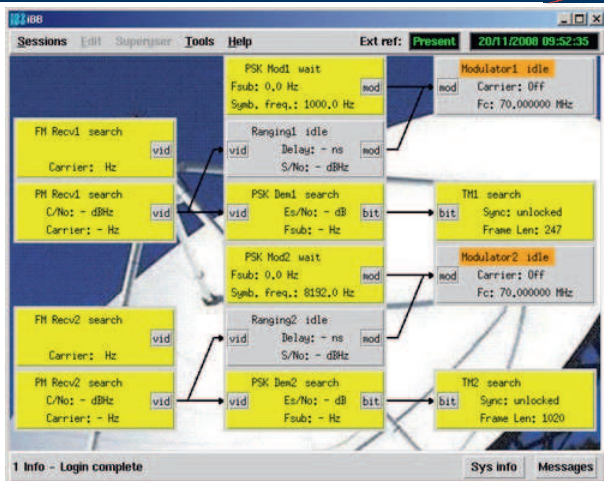 iBB
Sessions Edit Superuser Tools Help Ext ref: Present 20/11/2008 09:52:35
PSK Mod1 wait
Fsub: 0.0 Hz
Symb. freq.: 1000.0 Hz
mod
Modulator1 idle
mod
Carrier: Off
Fc: 70.000000 MHz
FM Recv1 search
vid
Carrier: Hz
Ranging1 idle
vid
Delay: - ns
S/No: - dBHz
mod
PM Recv1 search
C/No: - dBHz
vid
Carrier: - Hz
PSK Dem1 search
vid
Es/No: - dB
bit
Fsub: - Hz
TM1 search
bit
Sync: unlocked
Frame Len: 247
PSK Mod2 wait
Fsub: 0.0 Hz
Symb. freq.: 8192.0 Hz
mod
Modulator2 idle
mod
Carrier: Off
Fc: 70.000000 MHz
FM Recv2 search
vid
Carrier: Hz
Ranging2 idle
vid
Delay: - ns
S/No: - dBHz
mod
PM Recv2 search
C/No: - dBHz
vid
Carrier: - Hz
PSK Dem2 search
vid
Es/No: - dB
bit
Fsub: - Hz
TM2 search
bit
Sync: unlocked
Frame Len: 1020
1 Info - Login complete Sys info Messages